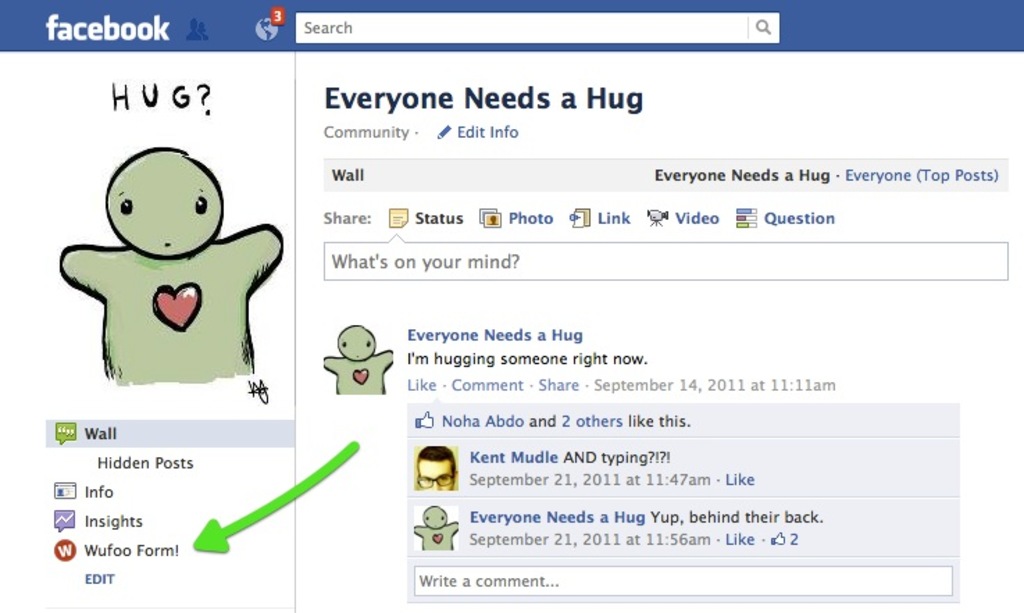 facebook
3
Search
HUG?
Everyone Needs a Hug
Community · Edit Info
Wall Everyone Needs a Hug · Everyone (Top Posts)
Share: Status Photo Link Video Question
What's on your mind?
Everyone Needs a Hug
I'm hugging someone right now.
Like · Comment · Share · September 14, 2011 at 11:11am
Noha Abdo and 2 others like this.
Kent Mudle AND typing?!?!
September 21, 2011 at 11:47am · Like
Everyone Needs a Hug Yup, behind their back.
September 21, 2011 at 11:56am · Like · 2
Write a comment...
Wall
Hidden Posts
Info
Insights
W Wufoo Form!
EDIT